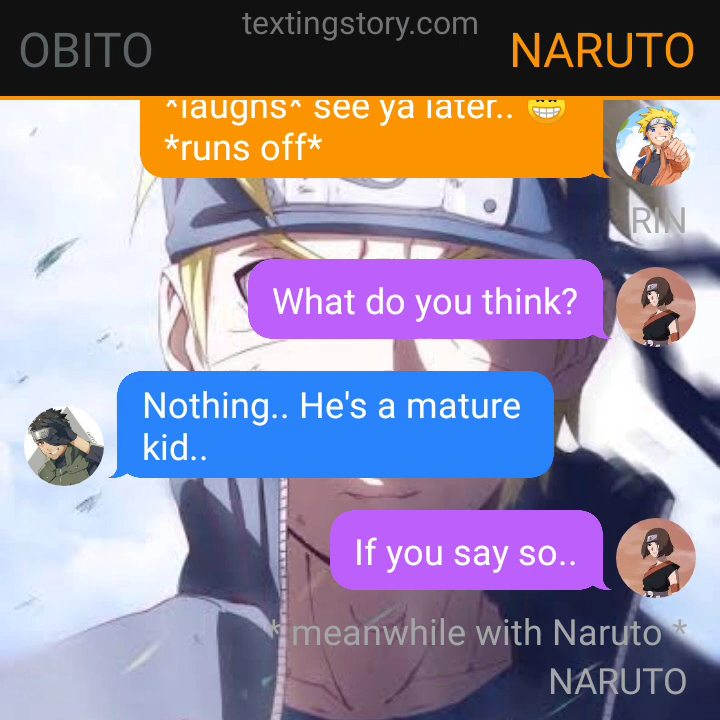 textingstory.com
OBITO
NARUTO
*laughs* see ya later.. 😁
*runs off*
RIN
What do you think?
Nothing.. He's a mature
kid..
If you say so..
* meanwhile with Naruto *
NARUTO